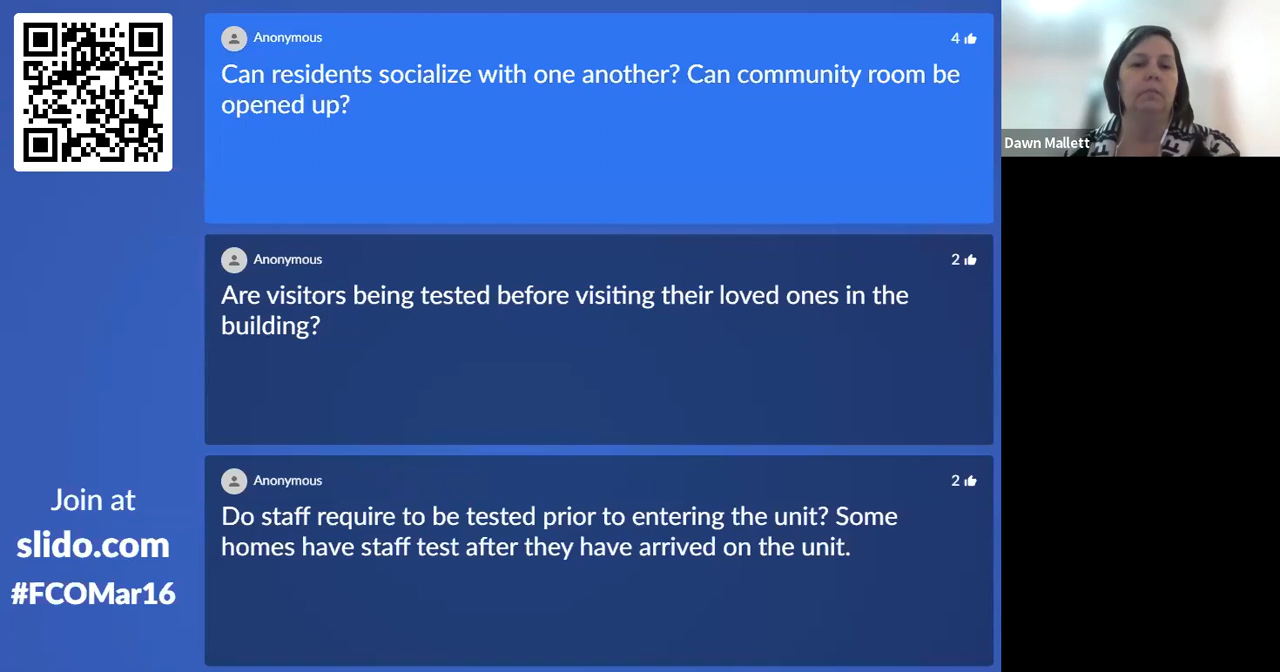 Anonymous
4
Can residents socialize with one another? Can community room be
opened up?
Anonymous
2
Are visitors being tested before visiting their loved ones in the
building?
Anonymous
2
Do staff require to be tested prior to entering the unit? Some
homes have staff test after they have arrived on the unit.
Join at
slido.com
#FCOMar16
Dawn Mallett